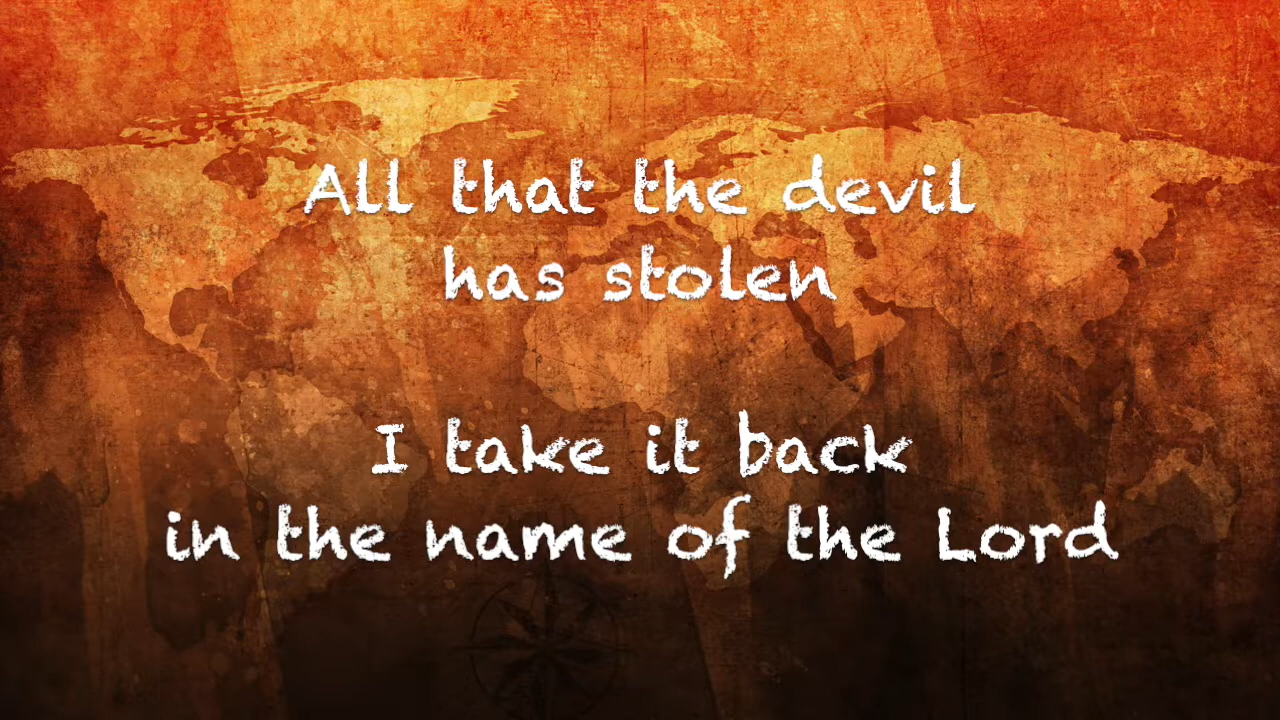 All that the devil
has stolen
I take it back
in the name of the Lord